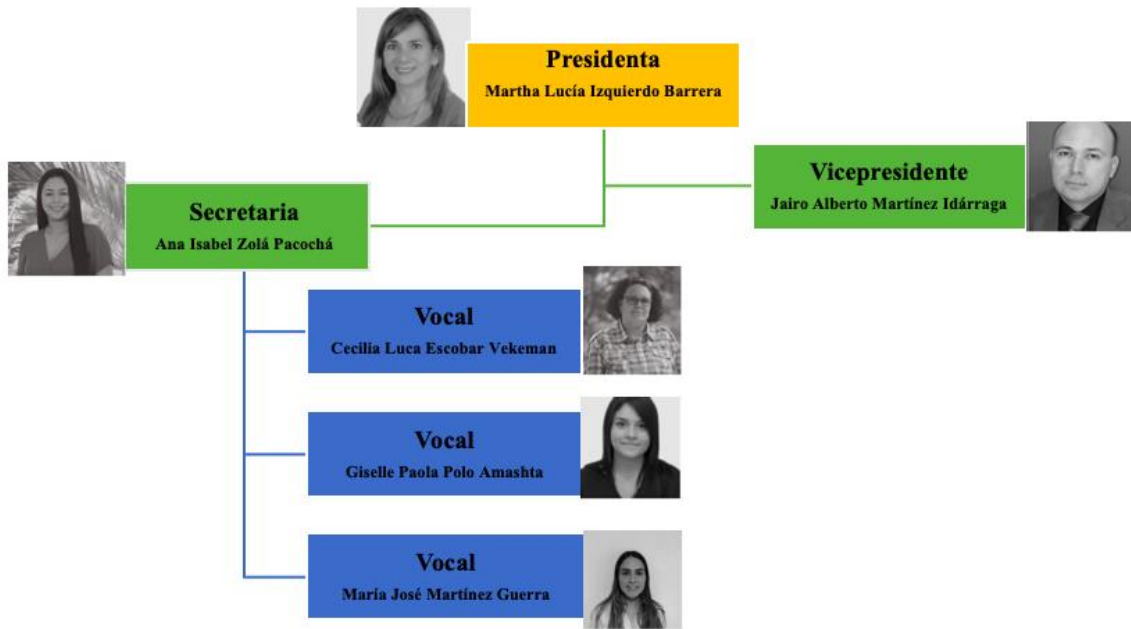 Presidenta
Martha Lucía Izquierdo Barrera
Vicepresidente
Jairo Alberto Martínez Idárraga
Secretaria
Ana Isabel Zolá Pacochá
Vocal
Cecilia Luca Escobar Vekeman
Vocal
Giselle Paola Polo Amashta
Vocal
María José Martínez Guerra